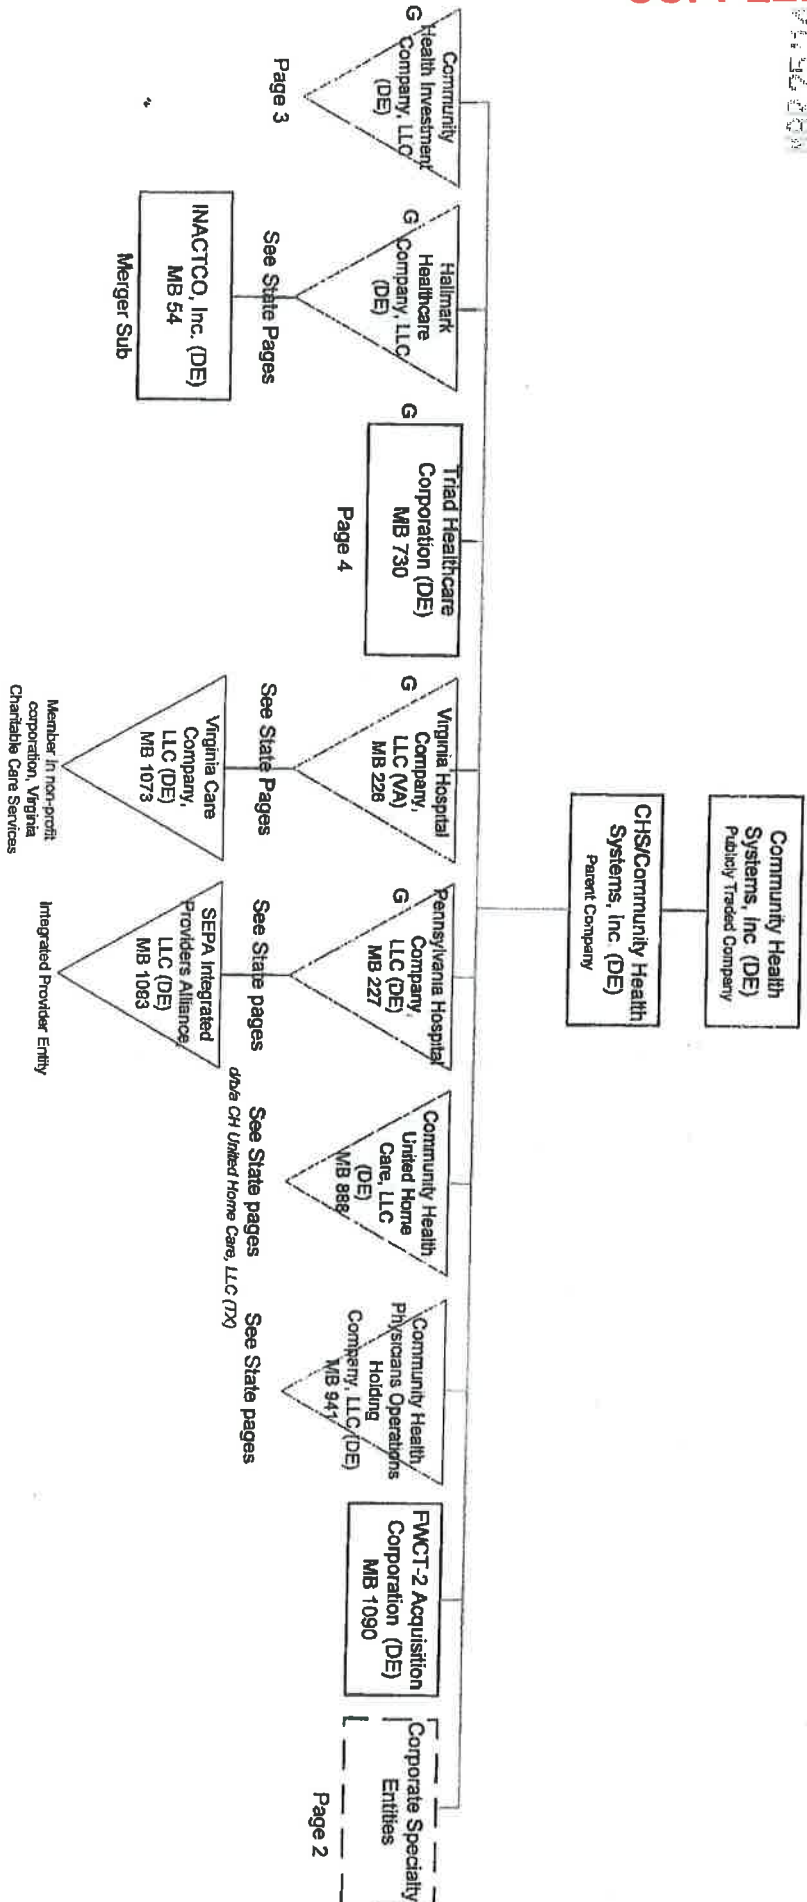 Community Health
Systems, Inc (DE)
Publicly Traded Company
CHS/Community Health
Systems, Inc. (DE)
Parent Company
Community
Health Investment
Company, LLC
(DE)
G
Page 3
Hallmark
Healthcare
Company, LLC
(DE)
G
See State Pages
INACTCO, Inc. (DE)
MB 54
Merger Sub
Triad Healthcare
Corporation (DE)
MB 730
G
Page 4
Virginia Hospital
Company,
LLC (VA)
MB 226
G
See State Pages
Virginia Care
Company,
LLC (DE)
MB 1073
Member in non-profit
corporation, Virginia
Charitable Care Services
Pennsylvania Hospital
Company
LLC (DE)
MB 227
G
See State pages
SEPA Integrated
Providers Alliance,
LLC (DE)
MB 1083
Integrated Provider Entity
Community Health
United Home
Care, LLC
(DE)
MB 888
See State pages
d/b/a CH United Home Care, LLC (TX)
Community Health
Physicians Operations
Holding
Company, LLC (DE)
MB 941
See State pages
FWCT-2 Acquisition
Corporation (DE)
MB 1090
Corporate Specialty
Entities
Page 2